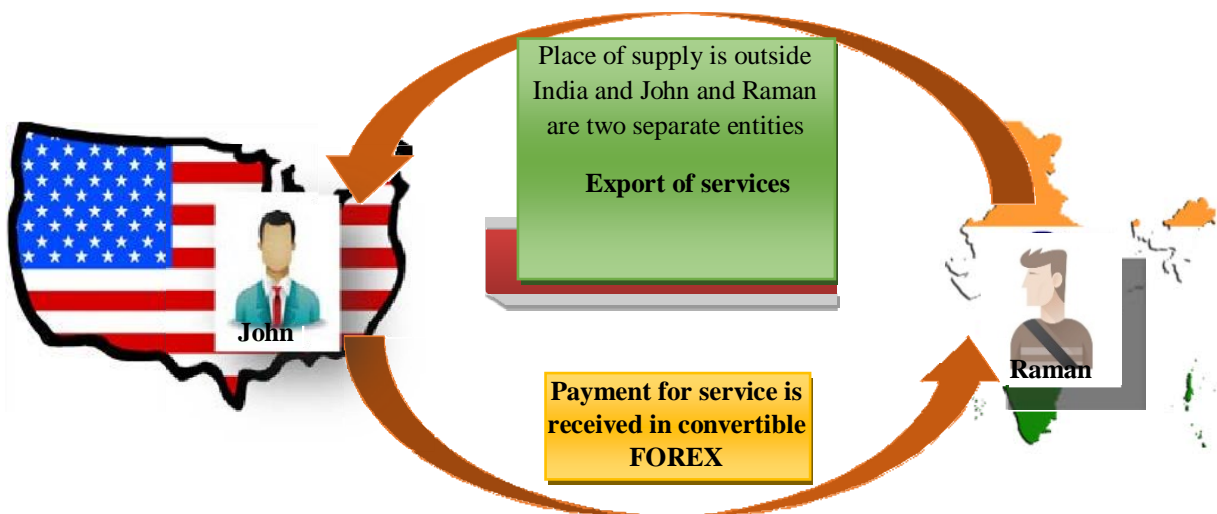 Place of supply is outside
India and John and Raman
are two separate entities
Export of services
John
Raman
Payment for service is
received in convertible
FOREX